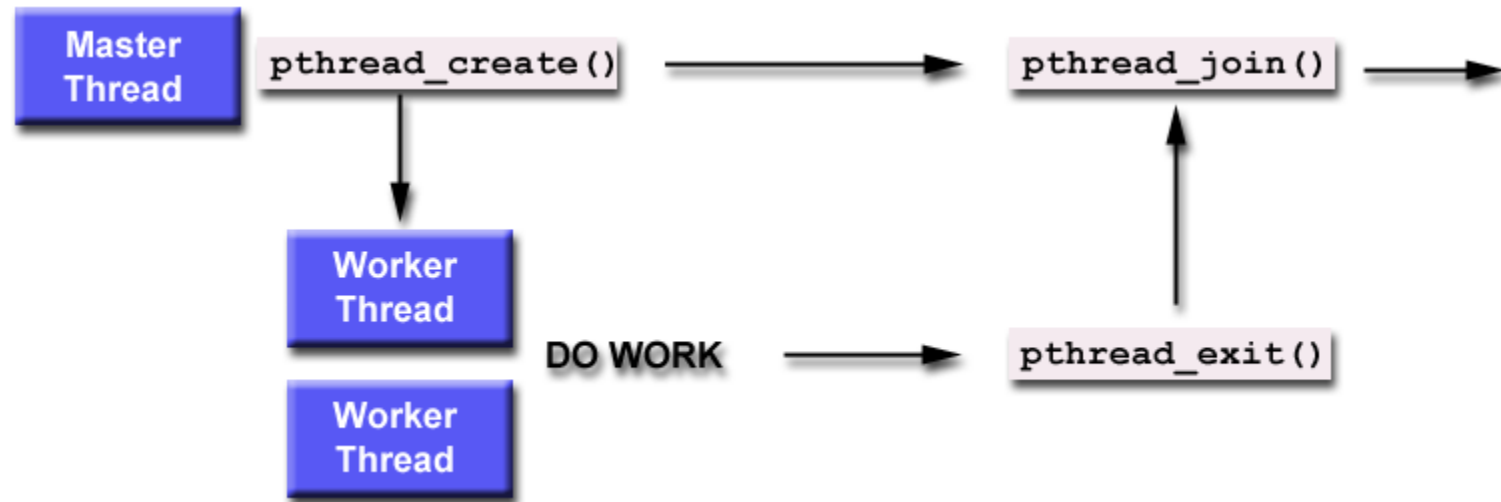 Master
Thread
pthread_create()
pthread_join()
Worker
Thread
DO WORK
pthread_exit()
Worker
Thread